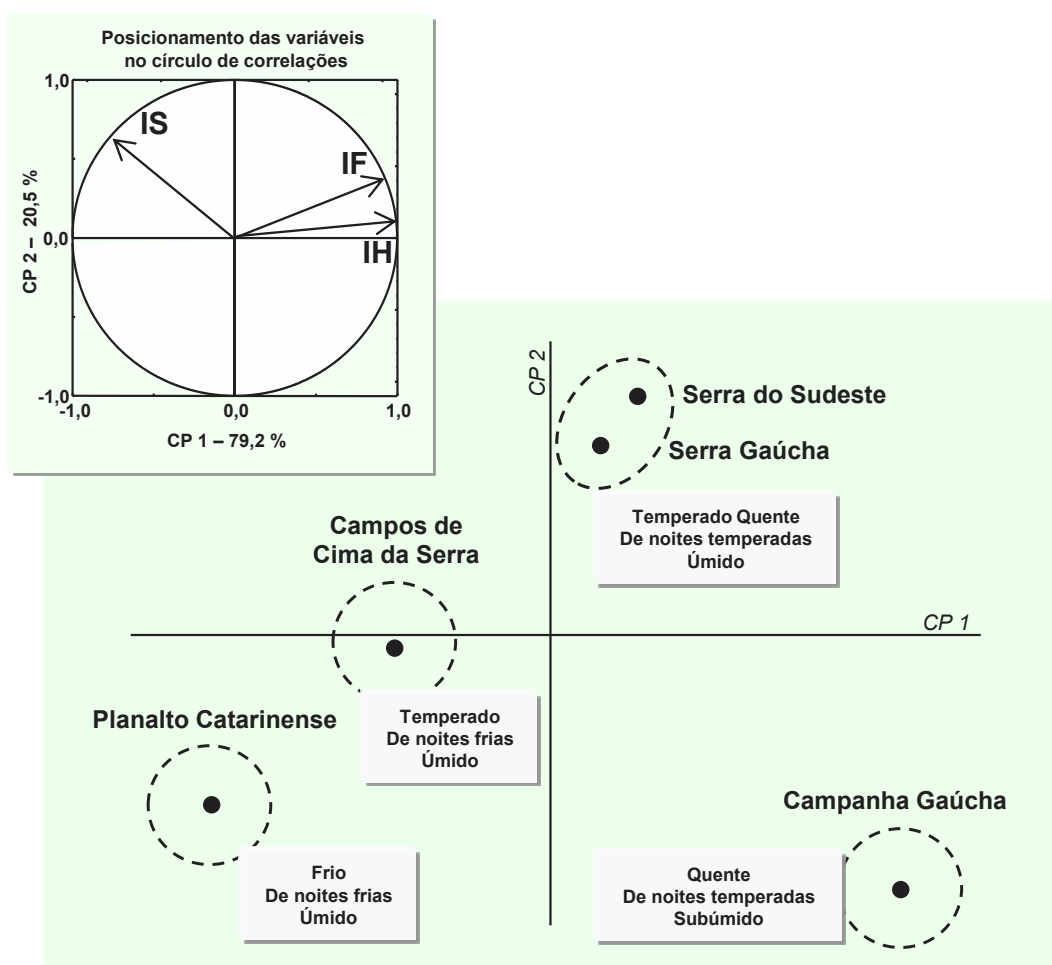 Posicionamento das variáveis
no círculo de correlações
1,0
IS
IF
0,0
IH
CP 2 – 20,5 %
-1,0
-1,0
0,0
1,0
CP 1 – 79,2 %
CP 2
Serra do Sudeste
Serra Gaúcha
Temperado Quente
De noites temperadas
Úmido
Campos de
Cima da Serra
CP 1
Temperado
De noites frias
Úmido
Planalto Catarinense
Campanha Gaúcha
Frio
De noites frias
Úmido
Quente
De noites temperadas
Subúmido